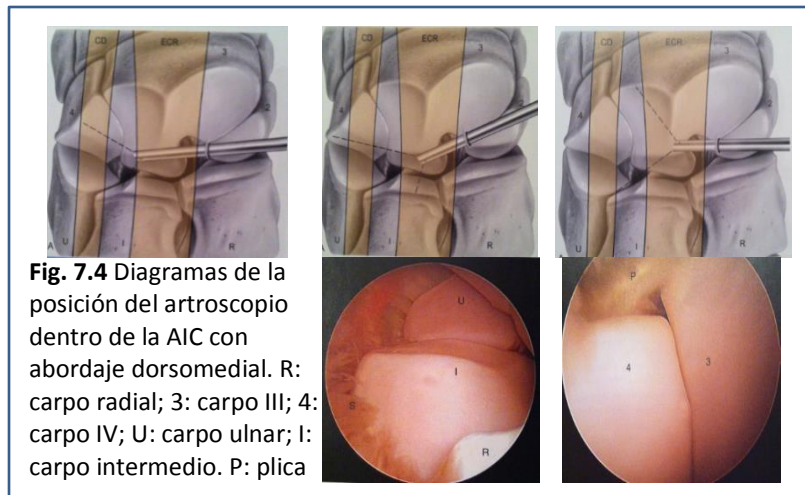 CD ECR 3
4 2
A U I R
CD ECR 3
4 2
A U I R
CD ECR 3
4 2
A U I R
Fig. 7.4 Diagramas de la
posición del artroscopio
dentro de la AIC con
abordaje dorsomedial. R:
carpo radial; 3: carpo III; 4:
carpo IV; U: carpo ulnar; I:
carpo intermedio. P: plica
U
I
S
R
P
4 3